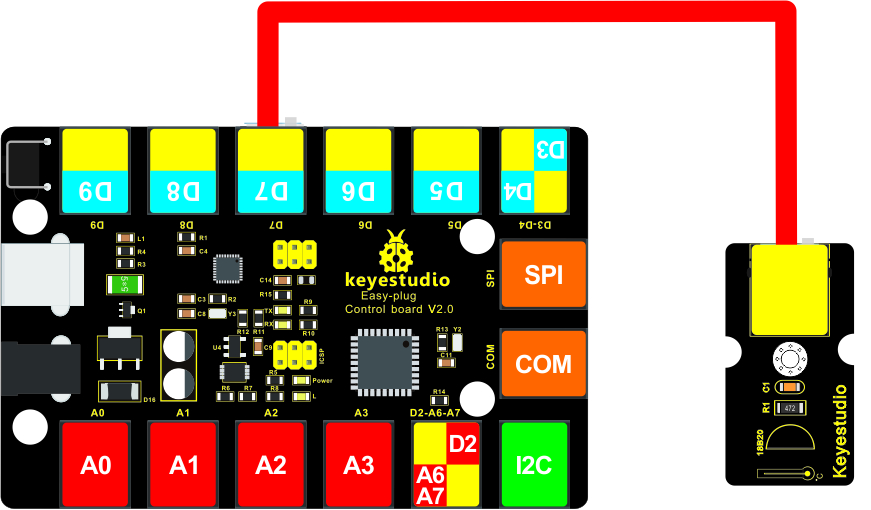 D9
D8
D7
D6
D5
D3
D4
D9
D8
D7
D6
D5
D4-D3
L1
R4
R3
R1
C4
C14
R15
keyestudio
Easy-plug
Control board V2.0
SPI
SPI
Q1
C3
R2
C8
Y3
TX
RX
R9
R10
R12
R11
U4
C9
ICSP
R13
Y2
C11
COM
COM
D16
R6
R7
R5
R8
Power
L
R14
A0
A1
A2
A3
D2-A6-A7
A0
A1
A2
A3
D2
A6
A7
I2C
C1
R1
472
18B20
°C
Keyestudio